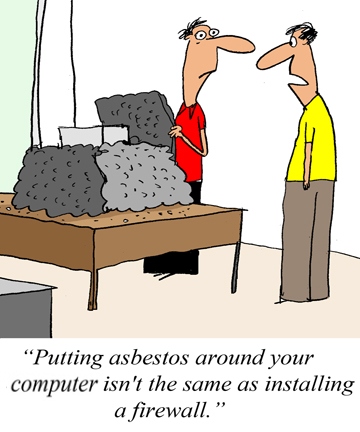 “Putting asbestos around your
computer isn't the same as installing
a firewall.”